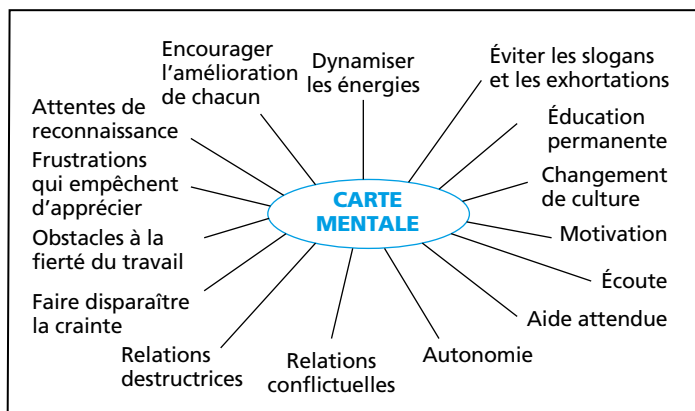 Encourager
l'amélioration
de chacun
Dynamiser
les énergies
Éviter les slogans
et les exhortations
Attentes de
reconnaissance
Éducation
permanente
Frustrations
qui empêchent
d'apprécier
CARTE
MENTALE
Changement
de culture
Obstacles à la
fierté du travail
Motivation
Faire disparaître
la crainte
Écoute
Aide attendue
Relations
destructrices
Relations
conflictuelles
Autonomie